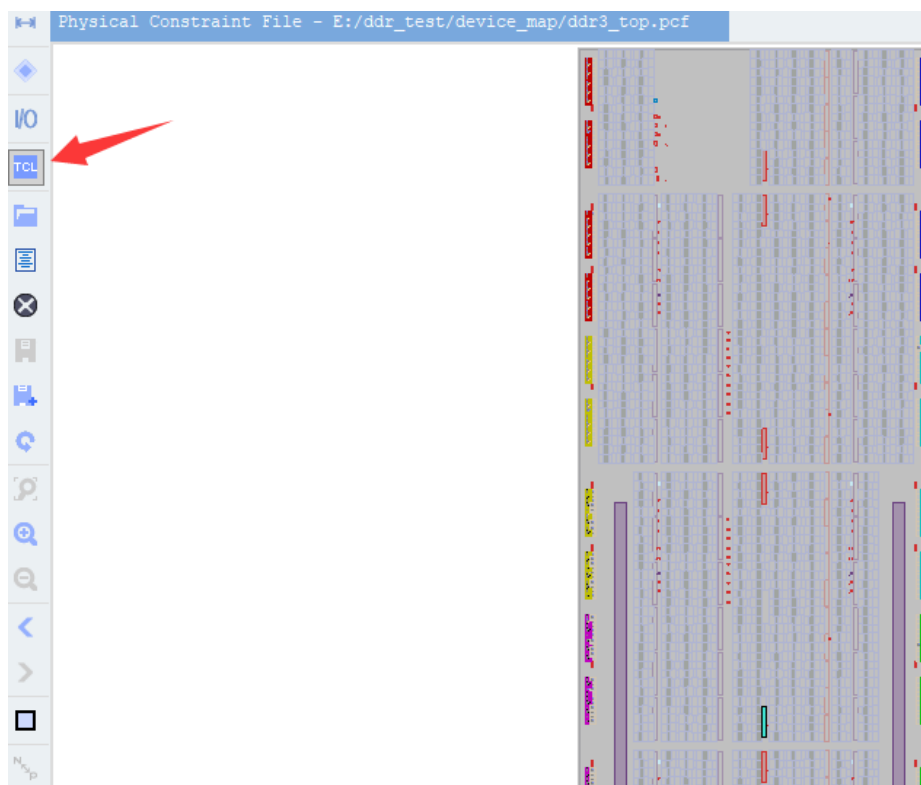 Physical Constraint File - E:/ddr_test/device_map/ddr3_top.pcf
I/O
TCL
N
P